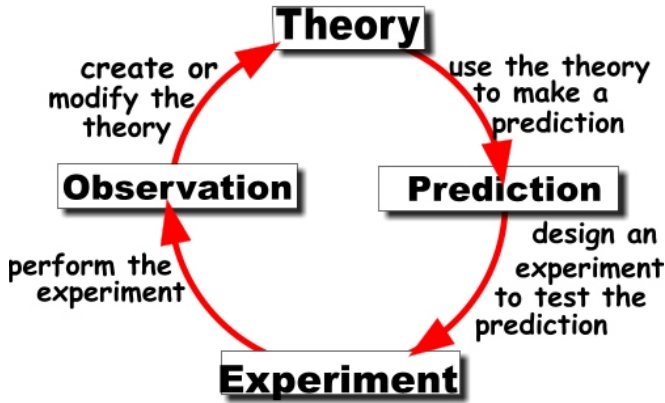 Theory
use the theory
to make a
prediction
Prediction
design an
experiment
to test the
prediction
Experiment
perform the
experiment
Observation
create or
modify the
theory